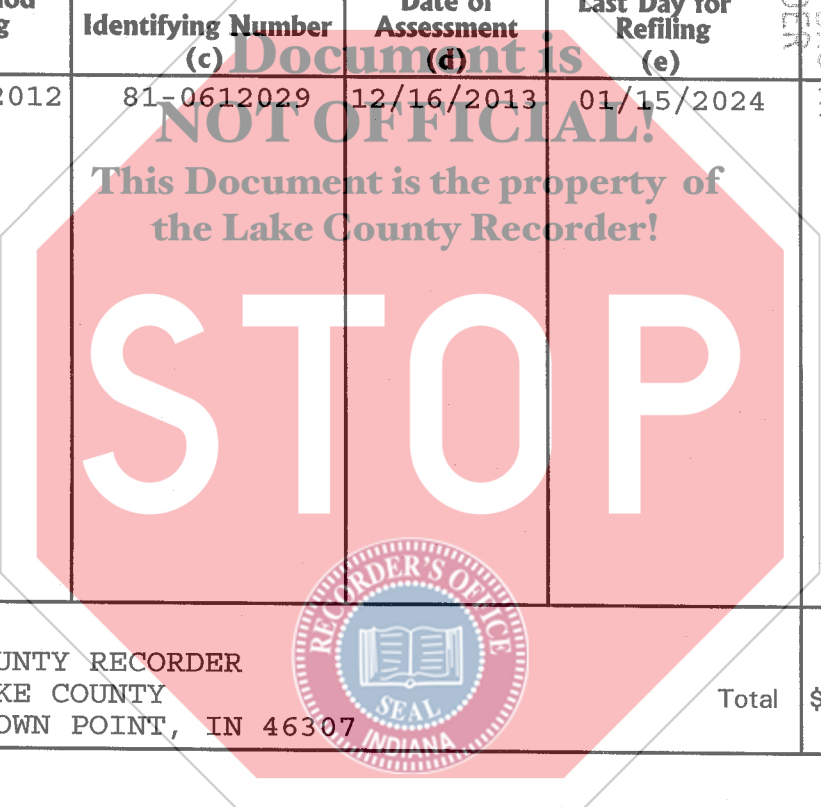 Identifying Number
(c)
Date of
Assessment
(d)
Last Day for
Refiling
(e)
2012 81-0612029 12/16/2013 01/15/2024
Document is
NOT OFFICIAL!
This Document is the property of
the Lake County Recorder!
STOP
RECORDER'S OFFICE
SEAL
INDIANA
UNTY RECORDER
KE COUNTY
OWN POINT, IN 46307
Total $